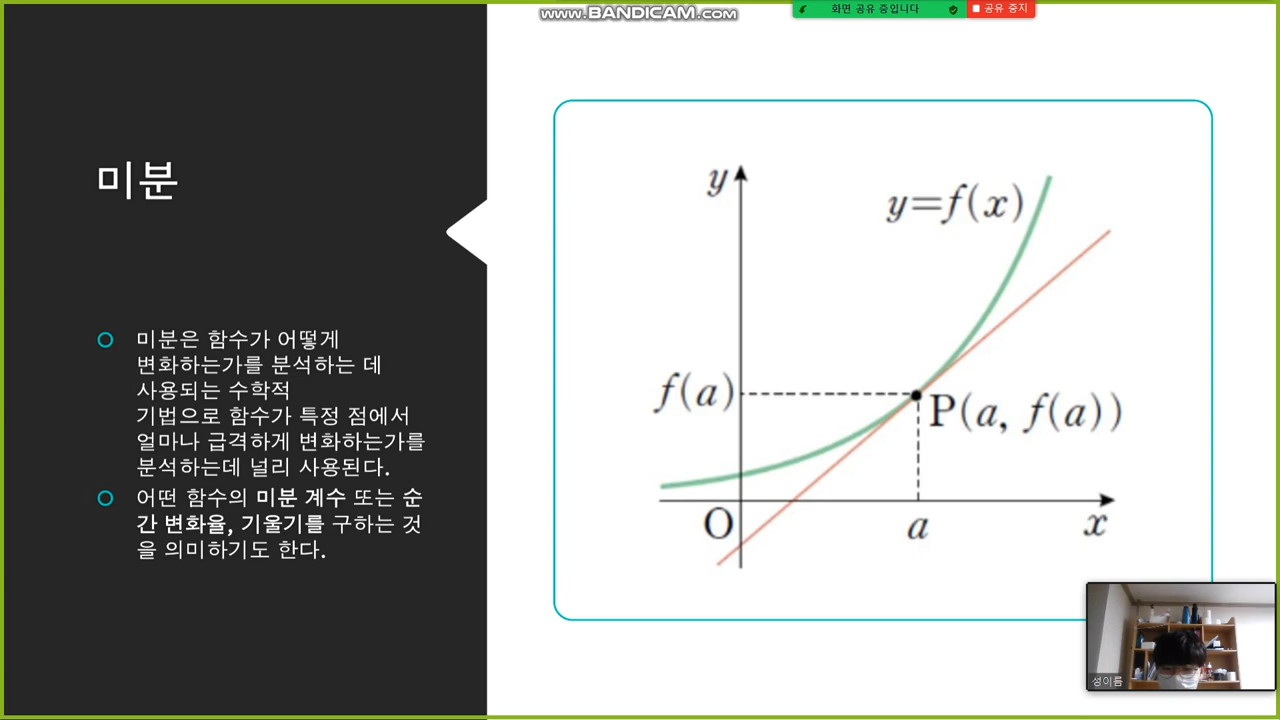 www.BANDICAM.com
화면 공유 중입니다
공유 중지
미분
미분은 함수가 어떻게
변화하는가를 분석하는 데
사용되는 수학적
기법으로 함수가 특정 점에서
얼마나 급격하게 변화하는가를
분석하는데 널리 사용된다.
어떤 함수의 미분 계수 또는 순
간 변화율, 기울기를 구하는 것
을 의미하기도 한다.
y
y=f(x)
f(a)
P(a, f(a))
O
a
x
성이름